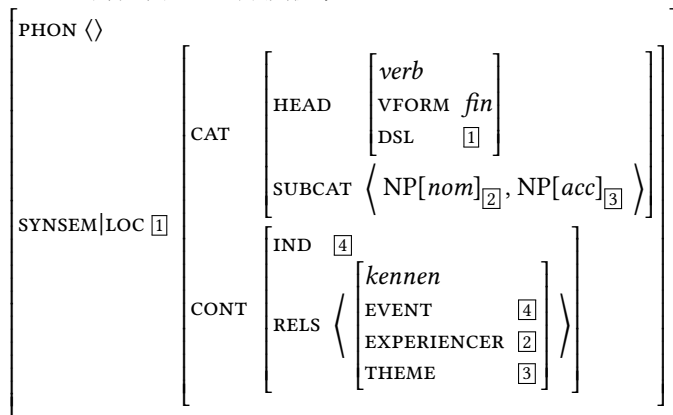 PHON ⟨⟩
verb
HEAD VFORM fin
DSL 1
CAT
SUBCAT ⟨ NP[nom]2, NP[acc]3 ⟩
SYNSEM|LOC 1
IND 4
kennen
EVENT 4
CONT RELS ⟨ ⟩
EXPERIENCER 2
THEME 3